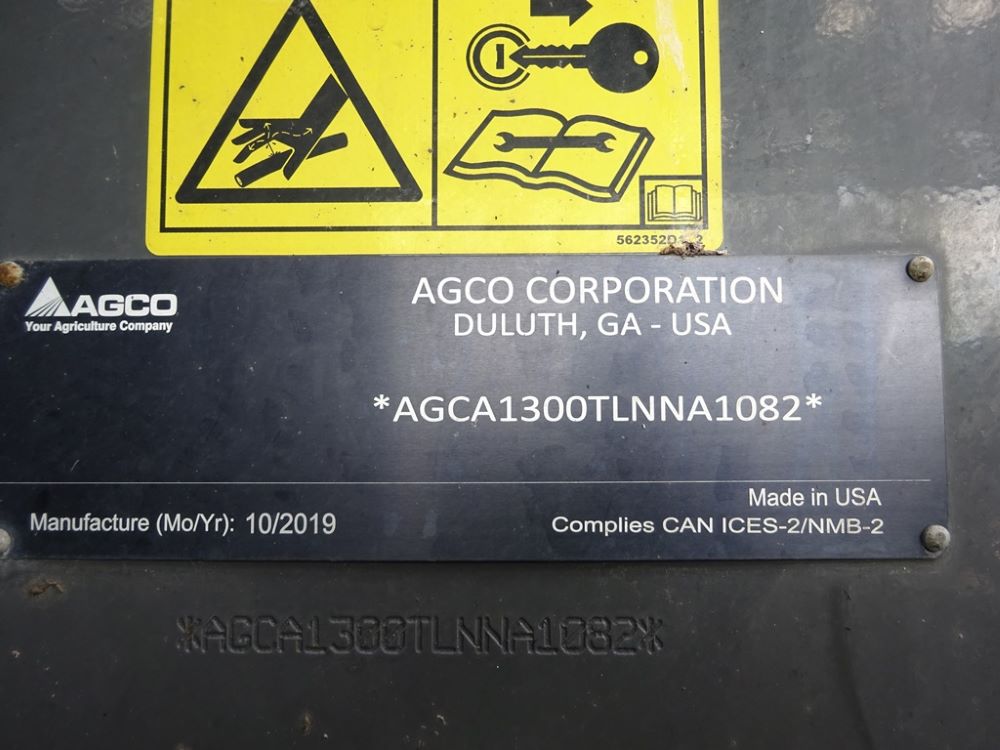 AGCO
Your Agriculture Company
AGCO CORPORATION
DULUTH, GA - USA
*AGCA1300TLNNA1082*
Made in USA
Manufacture (Mo/Yr): 10/2019
Complies CAN ICES-2/NMB-2
*AGCA1300TLNNA1082*